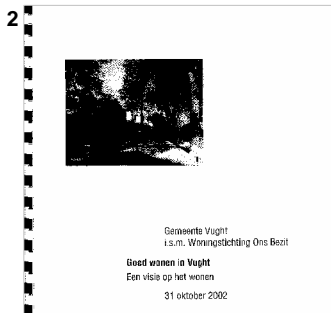 2
Gemeente Vught
i.s.m. Woningstichting Ons Bezit
Goed wonen in Vught
Een visie op het wonen
31 oktober 2002